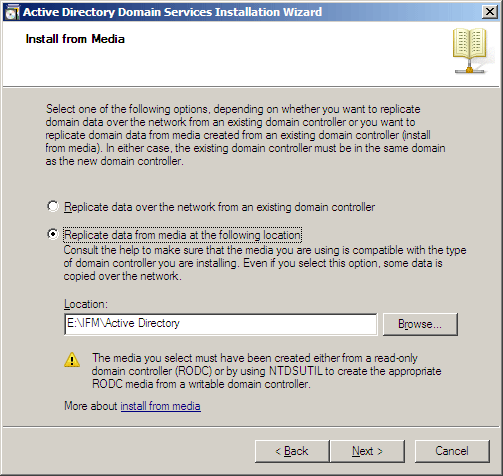 Active Directory Domain Services Installation Wizard
Install from Media
Select one of the following options, depending on whether you want to replicate
domain data over the network from an existing domain controller or you want to
replicate domain data from media created from an existing domain controller (install
from media). In either case, the existing domain controller must be in the same domain
as the new domain controller.
Replicate data over the network from an existing domain controller
Replicate data from media at the following location
Consult the help to make sure that the media you are using is compatible with the type
of domain controller you are installing. Even if you select this option, some data is
copied over the network.
Location:
E:\IFM\Active Directory
Browse...
The media you select must have been created either from a read-only
domain controller (RODC) or by using NTDSUTIL to create the appropriate
RODC media from a writable domain controller.
More about install from media
< Back
Next >
Cancel